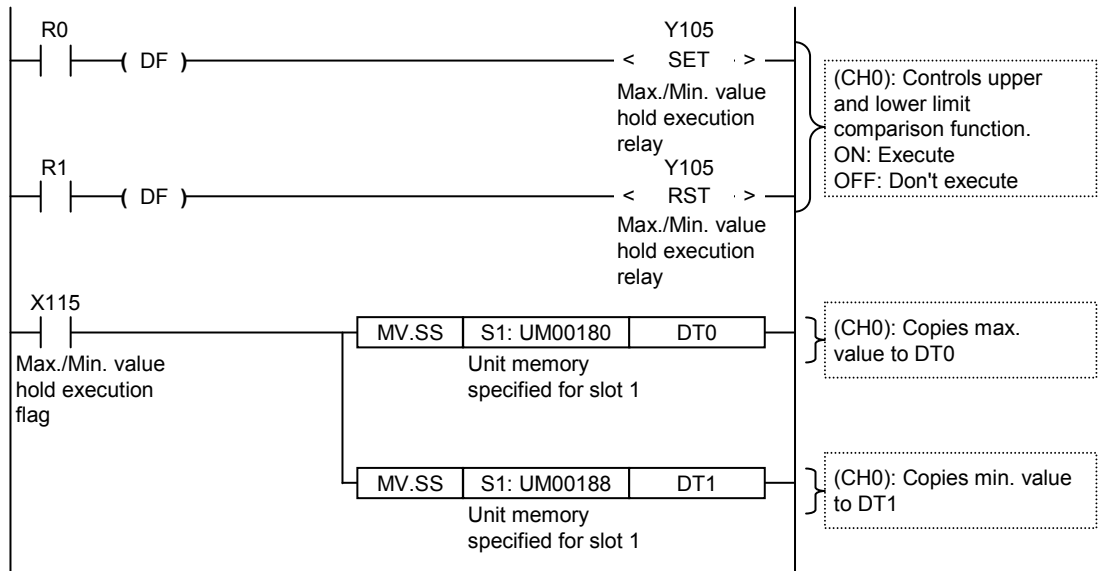 R0
( DF )
Y105
< SET >
Max./Min. value
hold execution
relay
(CH0): Controls upper
and lower limit
comparison function.
ON: Execute
OFF: Don't execute
R1
( DF )
Y105
< RST >
Max./Min. value
hold execution
relay
X115
Max./Min. value
hold execution
flag
MV.SS S1: UM00180 DT0
Unit memory
specified for slot 1
(CH0): Copies max.
value to DT0
MV.SS S1: UM00188 DT1
Unit memory
specified for slot 1
(CH0): Copies min. value
to DT1